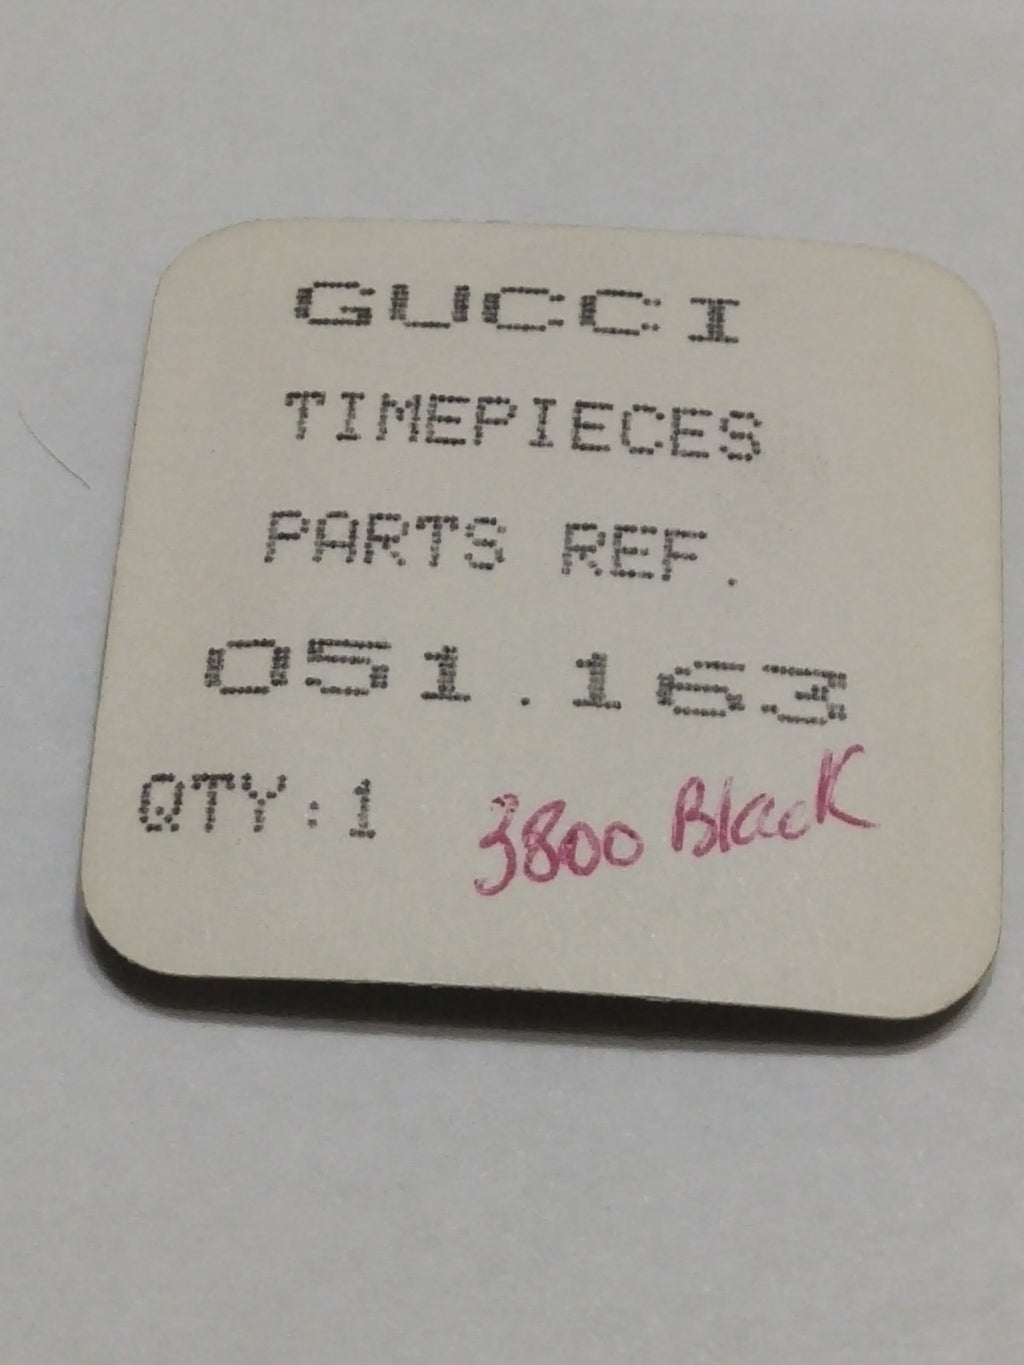 GUCCI
TIMEPIECES
PARTS REF.
051.163
QTY:1 3800 Black